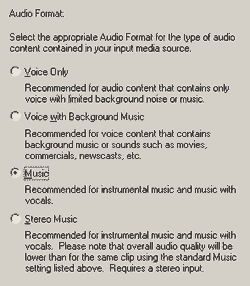 Audio Format:
Select the appropriate Audio Format for the type of audio
content contained in your input media source.
Voice Only
Recommended for audio content that contains only
voice with limited background noise or music.
Voice with Background Music
Recommended for voice content that contains
background music or sounds such as movies,
commercials, newscasts, etc.
Music
Recommended for instrumental music and music with
vocals.
Stereo Music
Recommended for instrumental music and music with
vocals. Please note that overall audio quality will be
lower than for the same clip using the standard Music
setting listed above. Requires a stereo input.